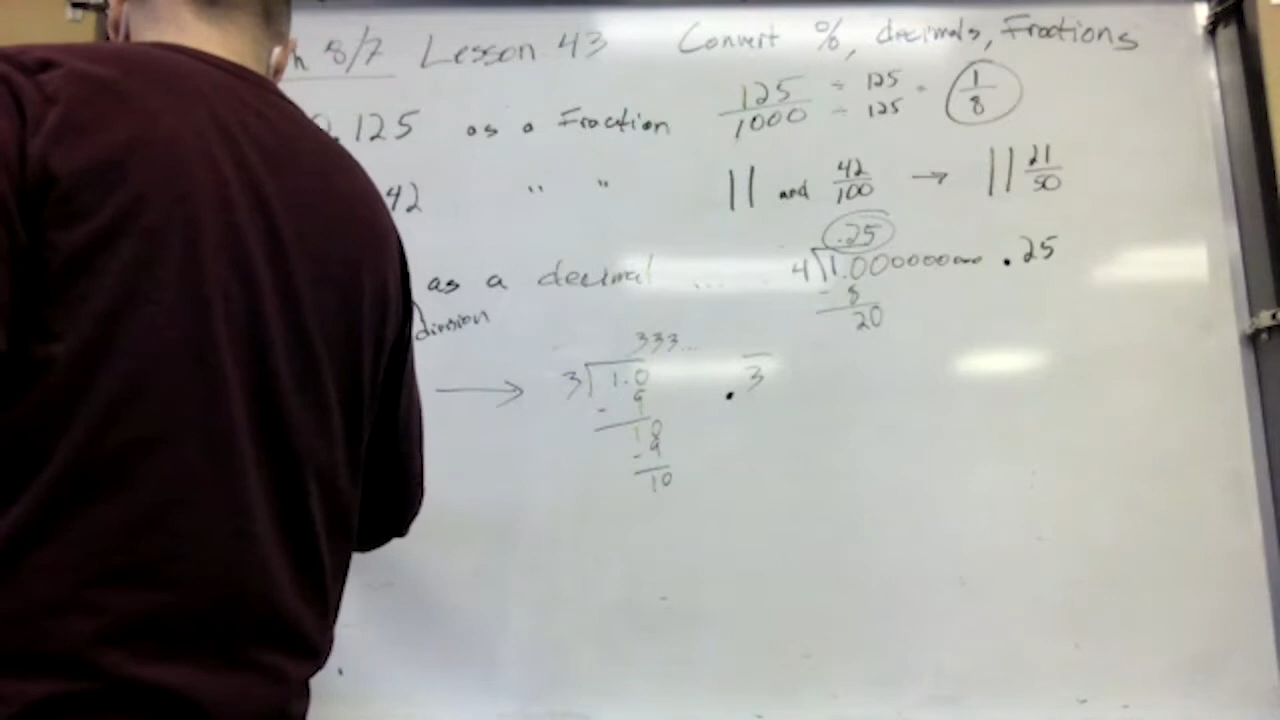 h 8/7 Lesson 43 Convert %, decimals, Fractions
0.125 as a Fraction 125/1000 ÷ 125/÷ 125 = 1/8
42 " " 11 and 42/100 → 11 21/50
as a decimal ... 4)1.00000000 .25 .25
- 8
20
division
→ 3)1.0 333... .3̅
- 9
10
- 9
10